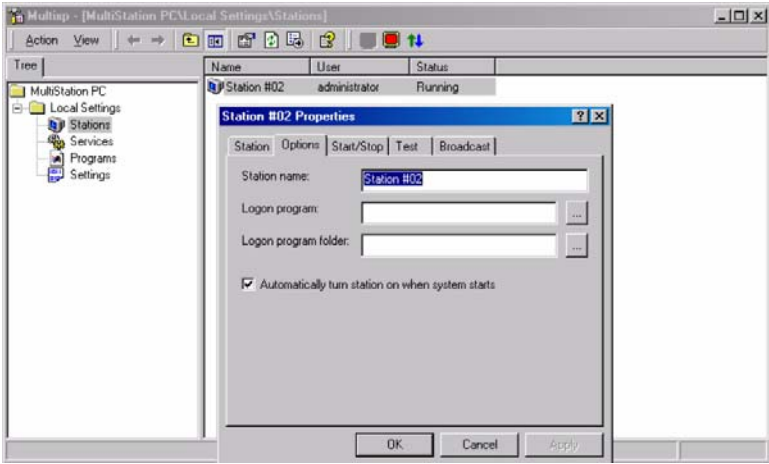 Multisp - [MultiStation PC\Local Settings\Stations]
Action View
Tree
Name User Status
MultiStation PC
Local Settings
Stations
Services
Programs
Settings
Station #02 administrator Running
Station #02 Properties
Station Options Start/Stop Test Broadcast
Station name: Station #02
Logon program: ...
Logon program folder: ...
Automatically turn station on when system starts
OK Cancel Apply